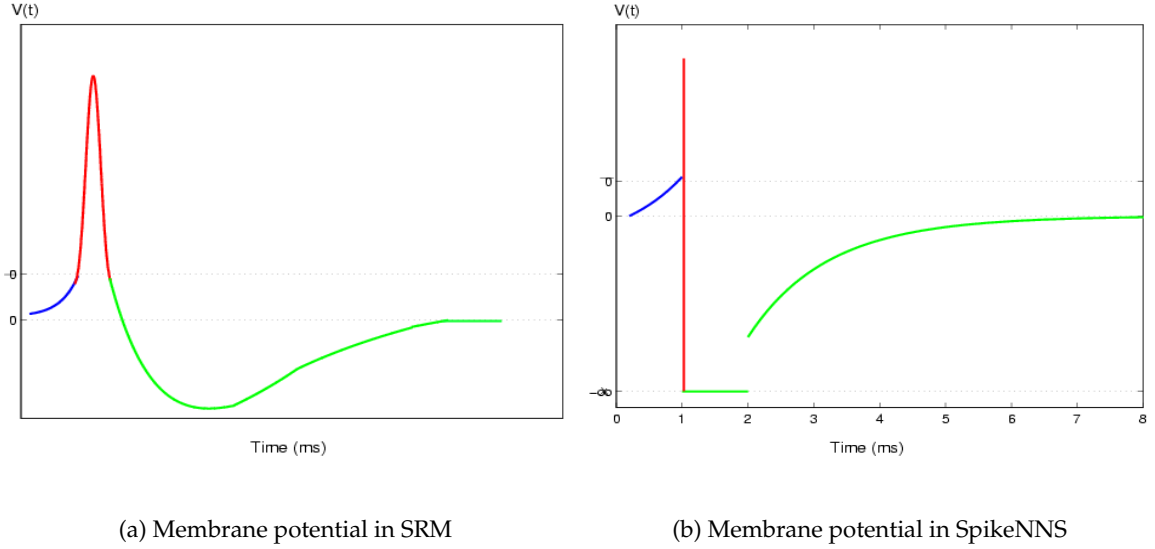 V(t)
0
0
Time (ms)
(a) Membrane potential in SRM
V(t)
0
0
−∞
0 1 2 3 4 5 6 7 8
Time (ms)
(b) Membrane potential in SpikeNNS